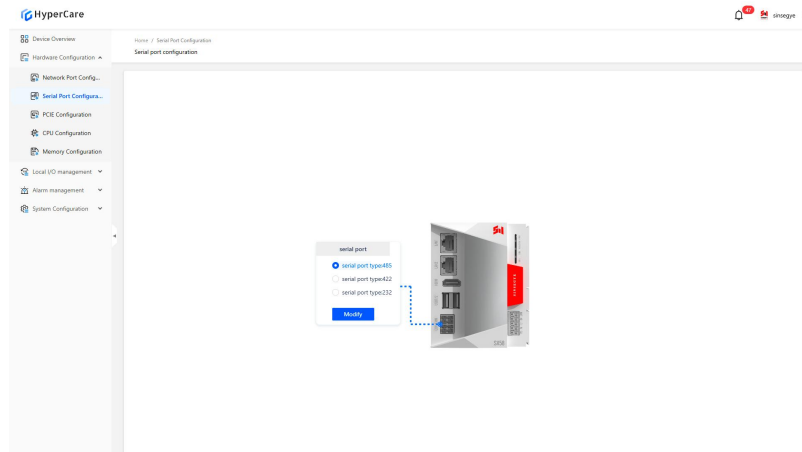 HyperCare
47
sinsegye
Device Overview
Home / Serial Port Configuration
Serial port configuration
Hardware Configuration
Network Port Config...
Serial Port Configura...
PCIE Configuration
CPU Configuration
Memory Configuration
Local I/O management
Alarm management
System Configuration
serial port
serial port type:485
serial port type:422
serial port type:232
Modify